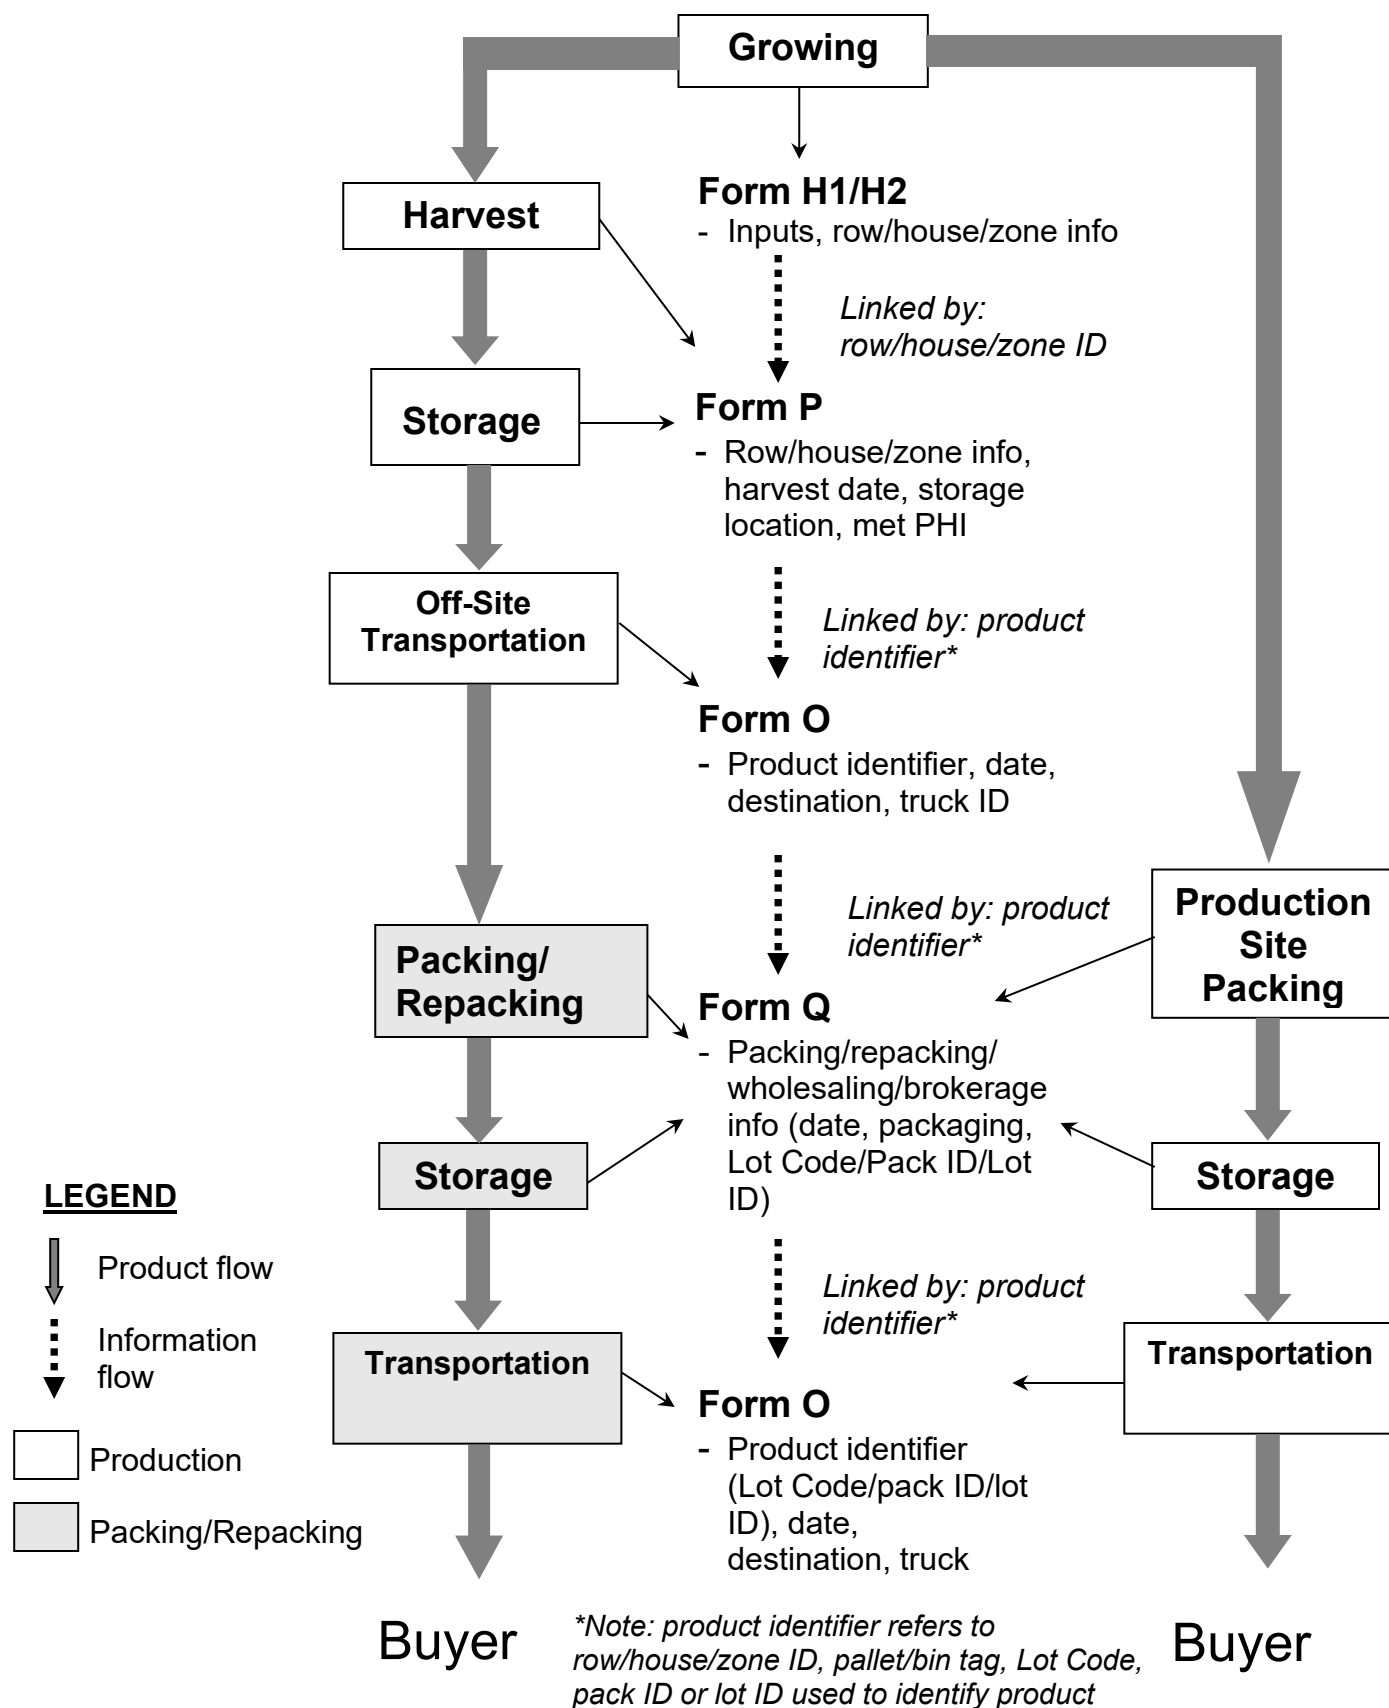 Growing
Form H1/H2
- Inputs, row/house/zone info
Harvest
Linked by:
row/house/zone ID
Storage
Form P
- Row/house/zone info,
harvest date, storage
location, met PHI
Off-Site
Transportation
Linked by: product
identifier*
Form O
- Product identifier, date,
destination, truck ID
Linked by: product
identifier*
Production
Site
Packing
Packing/
Repacking
Form Q
- Packing/repacking/
wholesaling/brokerage
info (date, packaging,
Lot Code/Pack ID/Lot
ID)
Storage
Storage
LEGEND
Product flow
Information
flow
Production
Packing/Repacking
Linked by: product
identifier*
Transportation
Transportation
Form O
- Product identifier
(Lot Code/pack ID/lot
ID), date,
destination, truck
Buyer
*Note: product identifier refers to
row/house/zone ID, pallet/bin tag, Lot Code,
pack ID or lot ID used to identify product
Buyer